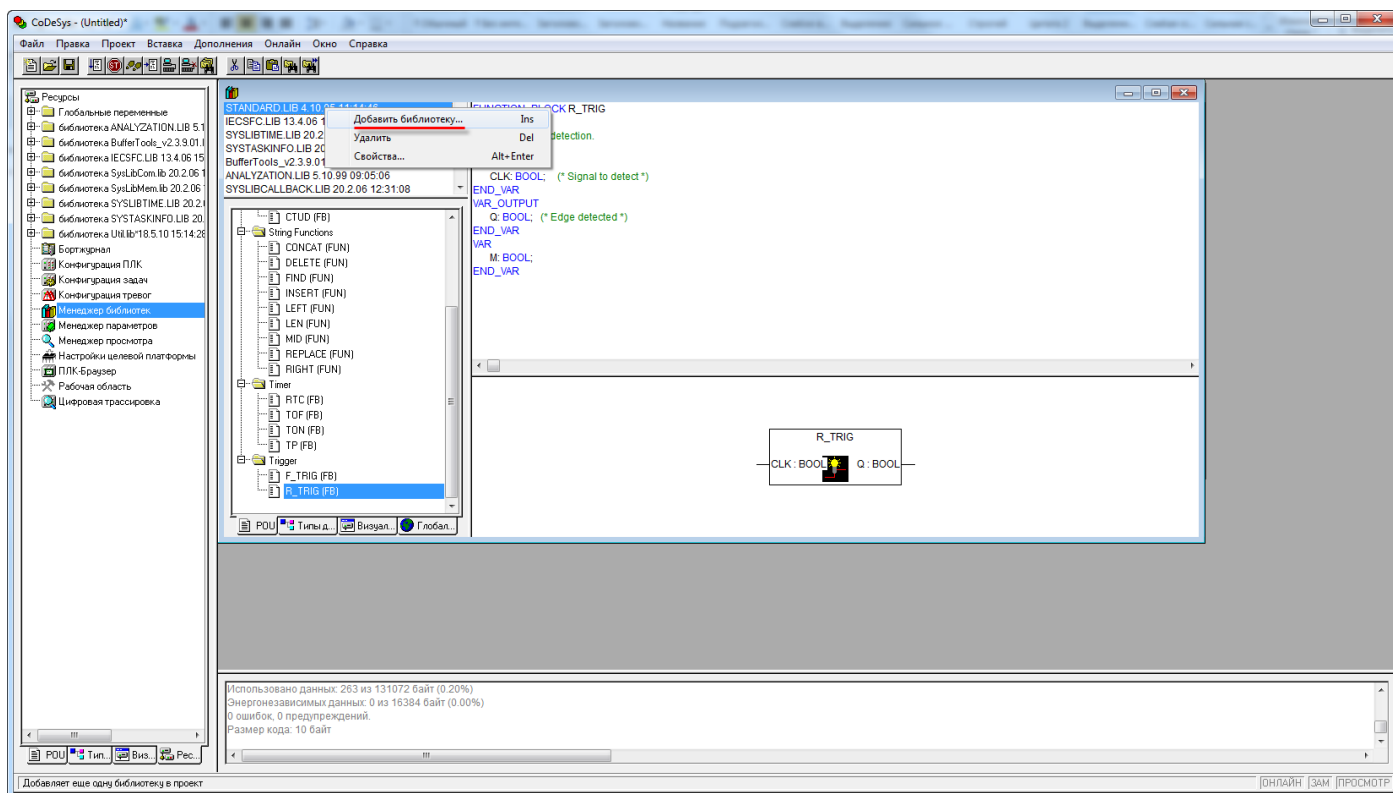 CoDeSys - (Untitled)*
Файл Правка Проект Вставка Дополнения Онлайн Окно Справка
Ресурсы
Глобальные переменные
библиотека ANALYZATION.LIB 5.1
библиотека BufferTools_v2.3.9.01.l
библиотека IECSFC.LIB 13.4.06 15
библиотека SysLibCom.lib 20.2.06 1
библиотека SysLibMem.lib 20.2.06
библиотека SYSLIBTIME.LIB 20.2.
библиотека SYSTASKINFO.LIB 20.
библиотека Util.lib*18.5.10 15:14:28
Бортжурнал
Конфигурация ПЛК
Конфигурация задач
Конфигурация тревог
Менеджер библиотек
Менеджер параметров
Менеджер просмотра
Настройки целевой платформы
ПЛК-Браузер
Рабочая область
Цифровая трассировка
POU Тип... Виз... Рес...
STANDARD.LIB 4.10.05 11:14:46
IECSFC.LIB 13.4.06 1
SYSLIBTIME.LIB 20.2
SYSTASKINFO.LIB 20
BufferTools_v2.3.9.01
ANALYZATION.LIB 5.10.99 09:05:06
SYSLIBCALLBACK.LIB 20.2.06 12:31:08
Добавить библиотеку... Ins
Удалить Del
Свойства... Alt+Enter
CTUD (FB)
String Functions
CONCAT (FUN)
DELETE (FUN)
FIND (FUN)
INSERT (FUN)
LEFT (FUN)
LEN (FUN)
MID (FUN)
REPLACE (FUN)
RIGHT (FUN)
Timer
RTC (FB)
TOF (FB)
TON (FB)
TP (FB)
Trigger
F_TRIG (FB)
R_TRIG (FB)
POU Типы д... Визуал... Глобал...
FUNCTION_BLOCK R_TRIG
detection.
CLK: BOOL; (* Signal to detect *)
END_VAR
VAR_OUTPUT
Q: BOOL; (* Edge detected *)
END_VAR
VAR
M: BOOL;
END_VAR
R_TRIG
CLK : BOOL Q : BOOL
Использовано данных: 263 из 131072 байт (0.20%)
Энергонезависимых данных: 0 из 16384 байт (0.00%)
0 ошибок, 0 предупреждений.
Размер кода: 10 байт
Добавляет еще одну библиотеку в проект
ОНЛАЙН ЗАМ ПРОСМОТР